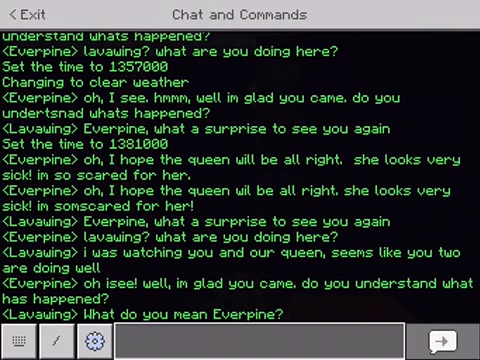 < Exit
Chat and Commands
understand whats happened?
<Everpine> lavawing? what are you doing here?
Set the time to 1357000
Changing to clear weather
<Everpine> oh, I see. hmmm, well im glad you came. do you
undertsnad whats happened?
<Lavawing> Everpine, what a surprise to see you again
Set the time to 1381000
<Everpine> oh, I hope the queen will be all right.  she looks very
sick! im so scared for her.
<Everpine> oh, I hope the queen wil be all right. she looks very
sick! im somscared for her!
<Lavawing> Everpine, what a surprise to see you again
<Everpine> lavawing? what are you doing here?
<Lavawing> i was watching you and our queen, seems like you two
are doing well
<Everpine> oh isee! well, im glad you came. do you understand what
has happened?
<Lavawing> What do you mean Everpine?
/